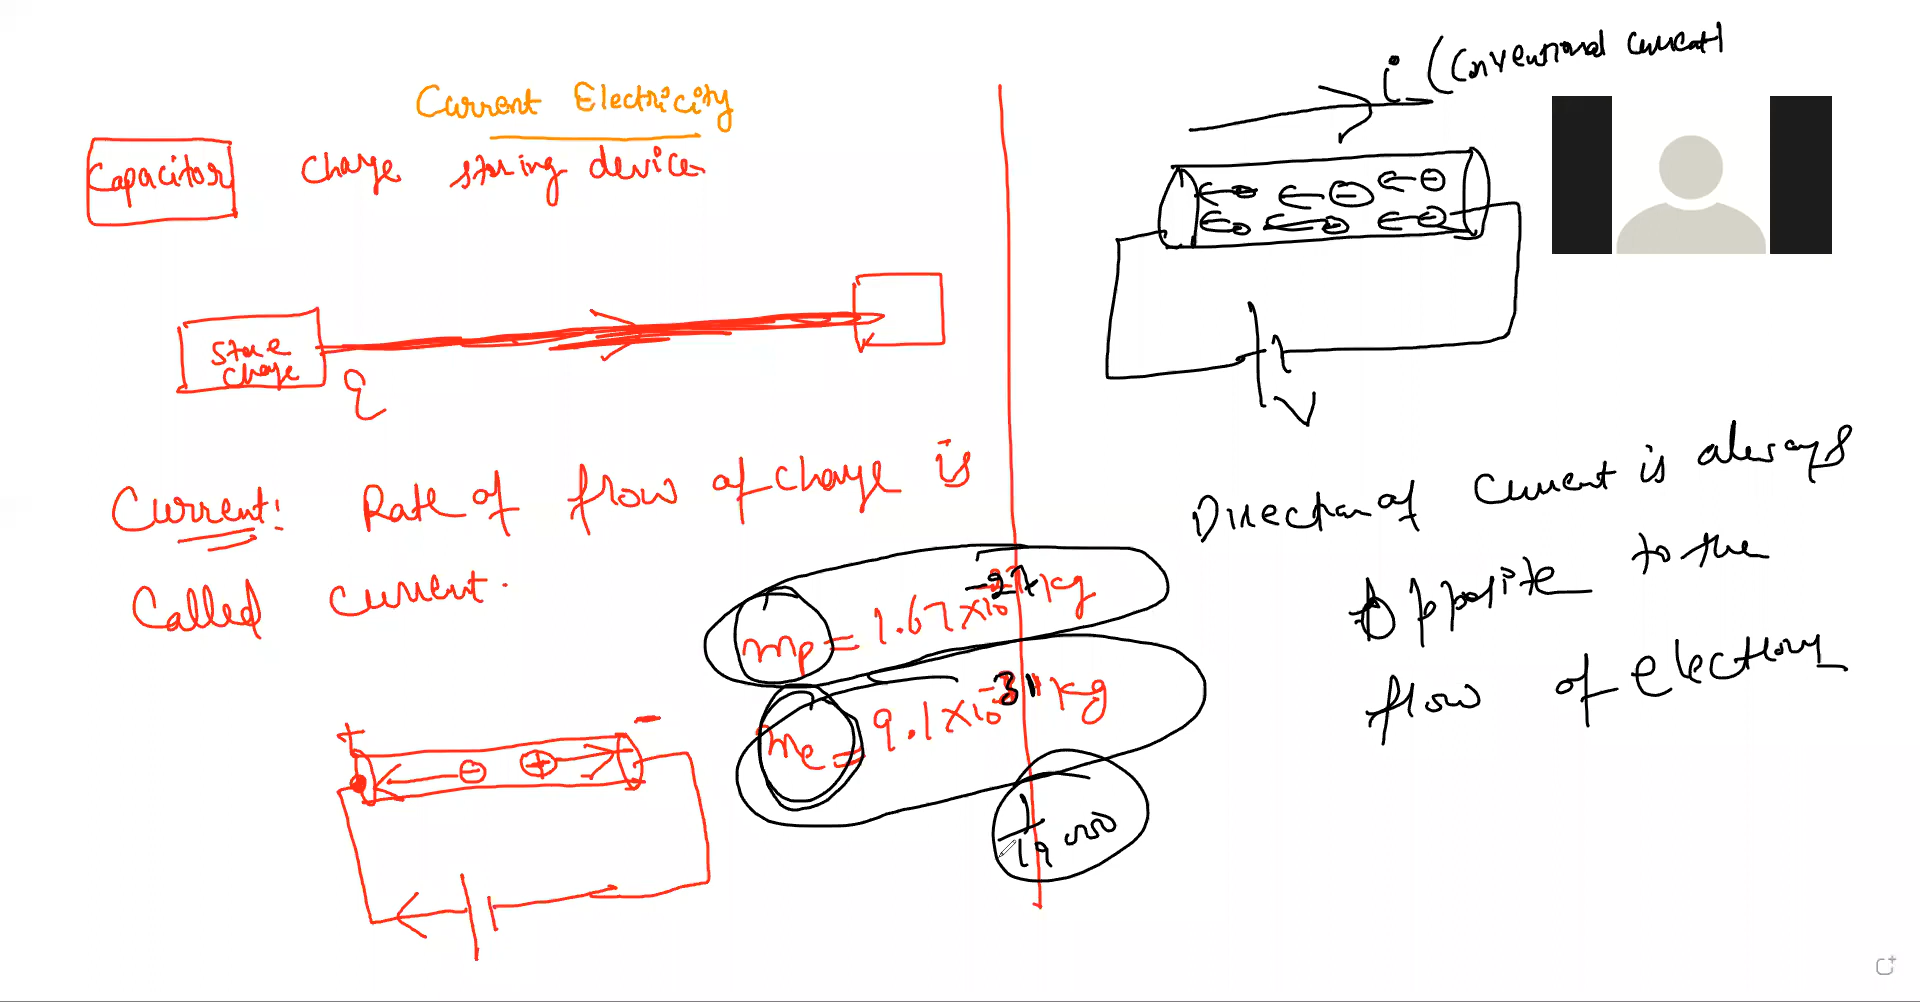 Current Electricity
Capacitor Charge storing device
Store
charge
q
Current: Rate of flow of charge is
Called current.
mp = 1.67×10-27 kg
me = 9.1×10-31 kg
+ -
- +
i (Conventional current)
V
Direction of current is always
opposite to the
flow of electrons